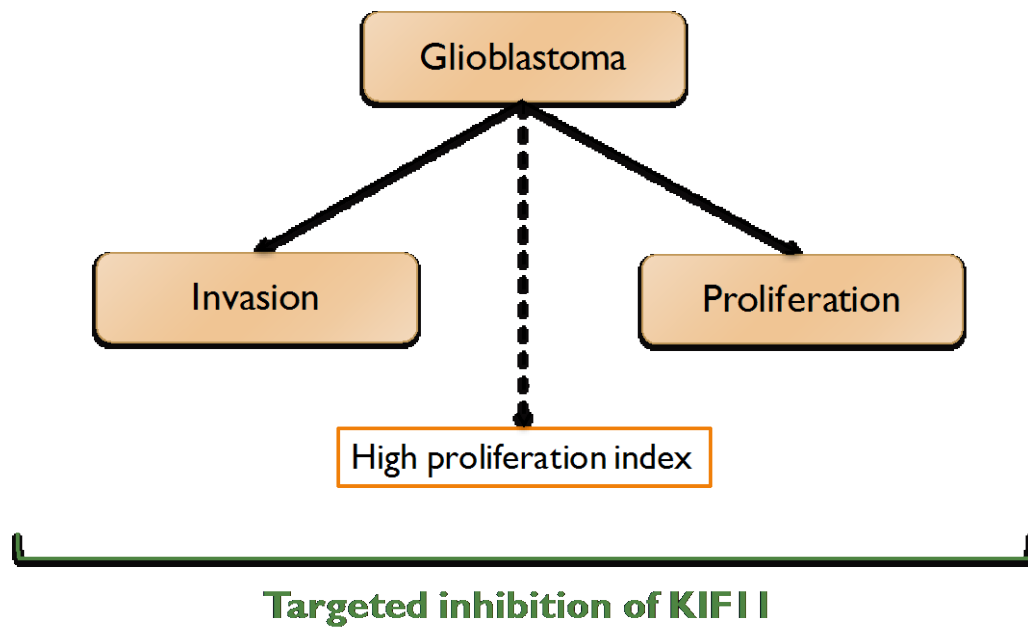 Glioblastoma
Invasion
Proliferation
High proliferation index
Targeted inhibition of KIF11